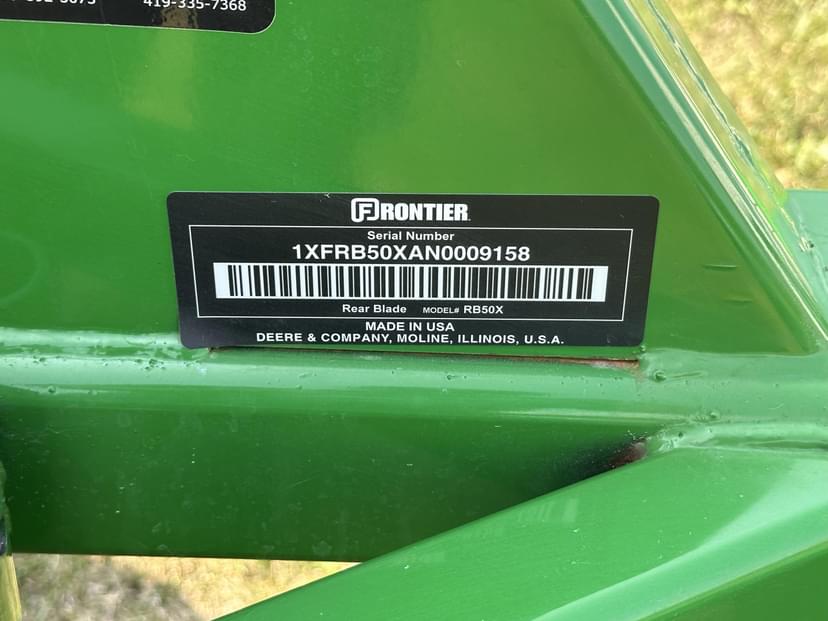 419-335-7368
FRONTIER
Serial Number
1XFRB50XAN0009158
Rear Blade MODEL# RB50X
MADE IN USA
DEERE & COMPANY, MOLINE, ILLINOIS, U.S.A.